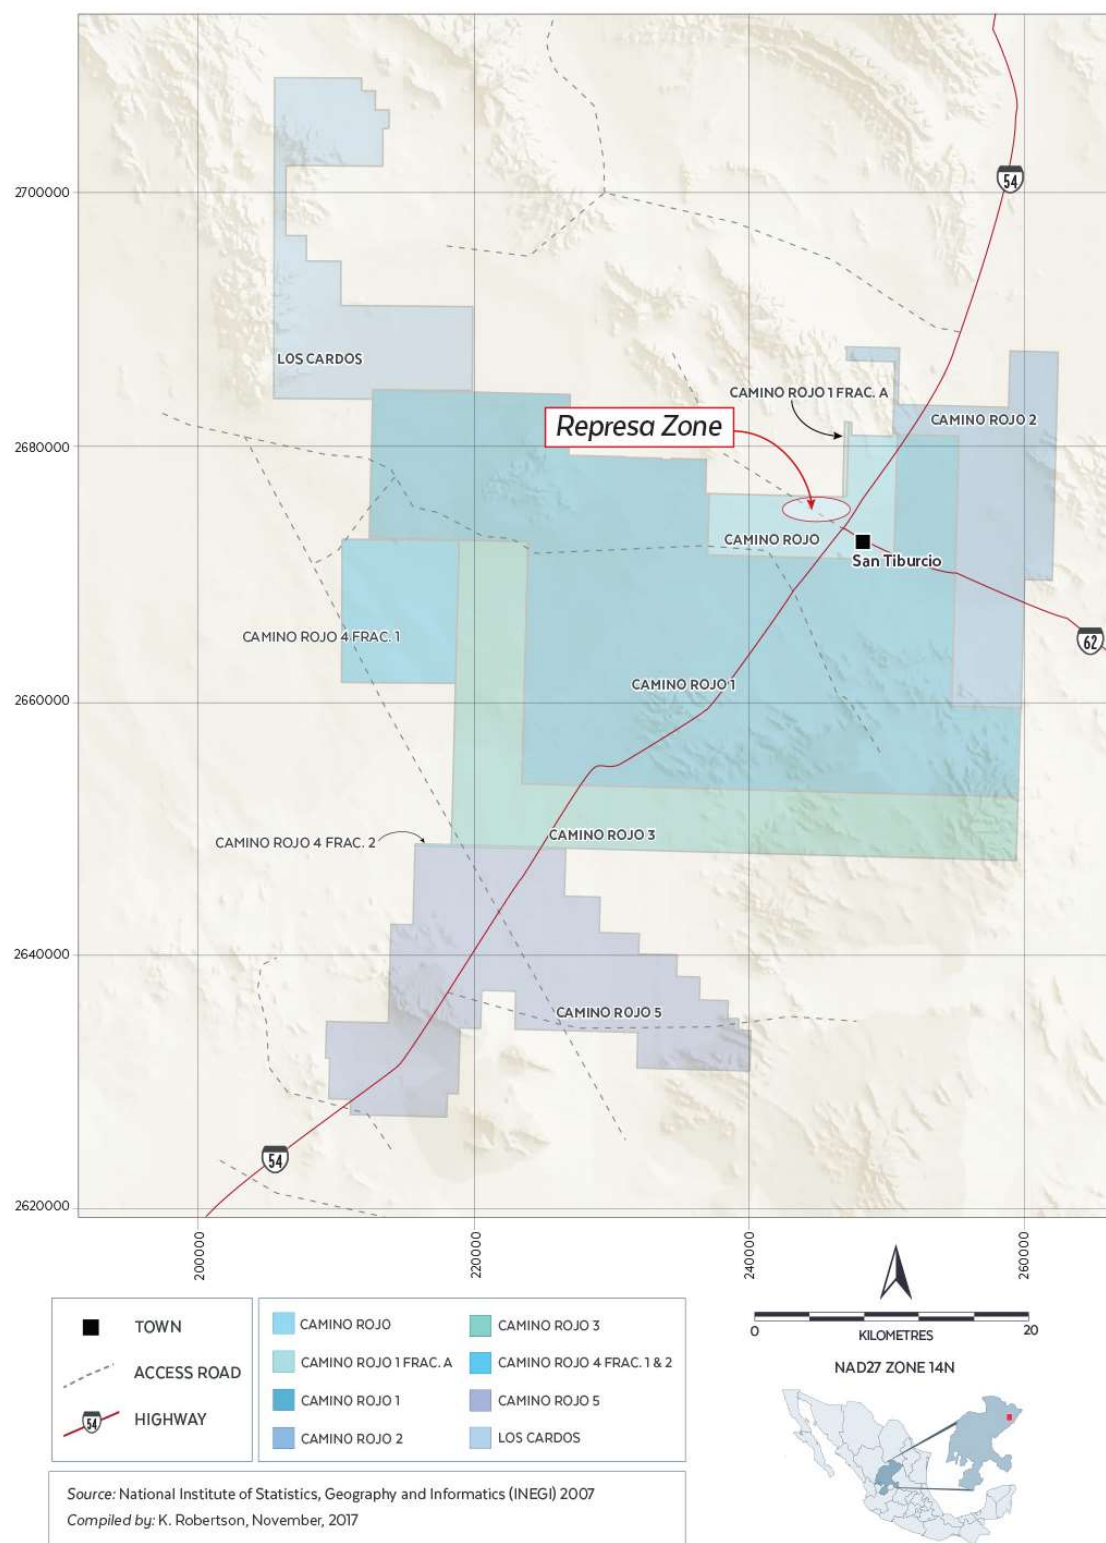 54
2700000
LOS CARDOS
CAMINO ROJO 1 FRAC. A
CAMINO ROJO 2
Represa Zone
2680000
CAMINO ROJO
San Tiburcio
CAMINO ROJO 4 FRAC. 1
62
CAMINO ROJO 1
2660000
CAMINO ROJO 3
CAMINO ROJO 4 FRAC. 2
2640000
CAMINO ROJO 5
54
2620000
200000
220000
240000
260000
TOWN
ACCESS ROAD
54
HIGHWAY
CAMINO ROJO
CAMINO ROJO 1 FRAC. A
CAMINO ROJO 1
CAMINO ROJO 2
CAMINO ROJO 3
CAMINO ROJO 4 FRAC. 1 & 2
CAMINO ROJO 5
LOS CARDOS
0
20
KILOMETRES
NAD27 ZONE 14N
Source: National Institute of Statistics, Geography and Informatics (INEGI) 2007
Compiled by: K. Robertson, November, 2017